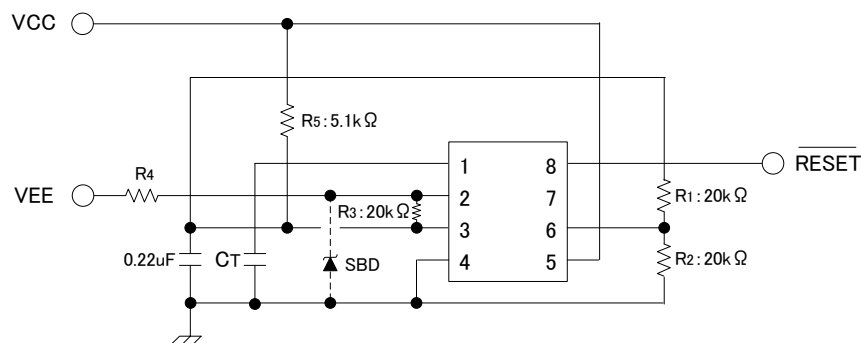 VCC
R5:5.1kΩ
R4
VEE
R3:20kΩ
0.22uF
CT
SBD
1 8
2 7
3 6
4 5
RESET
R1:20kΩ
R2:20kΩ